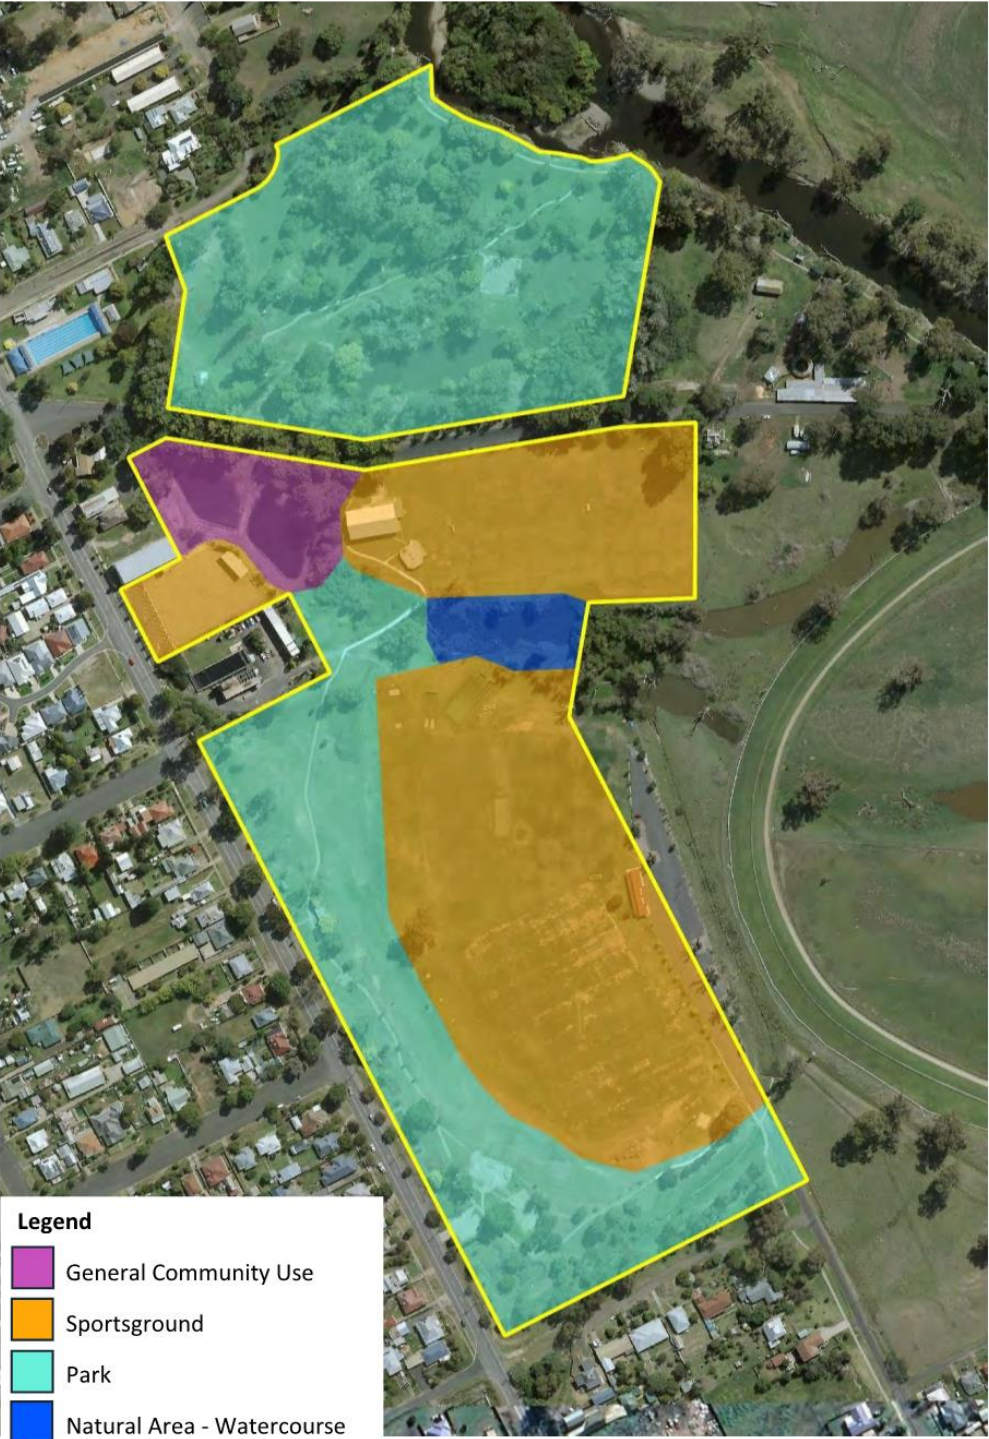 Legend
General Community Use
Sportsground
Park
Natural Area - Watercourse